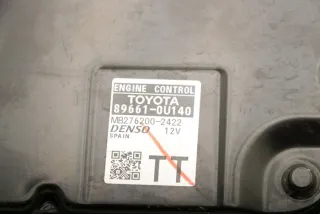 ENGINE CONTROL
TOYOTA
89661-0U140
MB276200-2422
DENSO 12V
SPAIN
TT